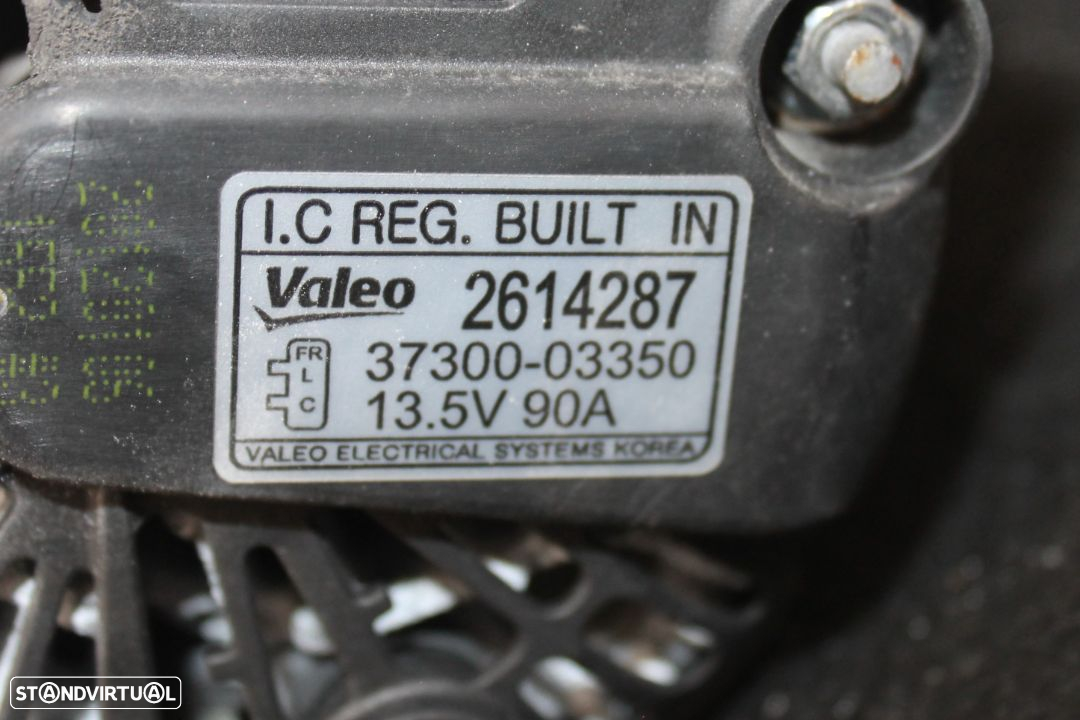 I.C REG. BUILT IN
Valeo 2614287
FR 37300-03350
L
C 13.5V 90A
VALEO ELECTRICAL SYSTEMS KOREA
STANDVIRTUAL